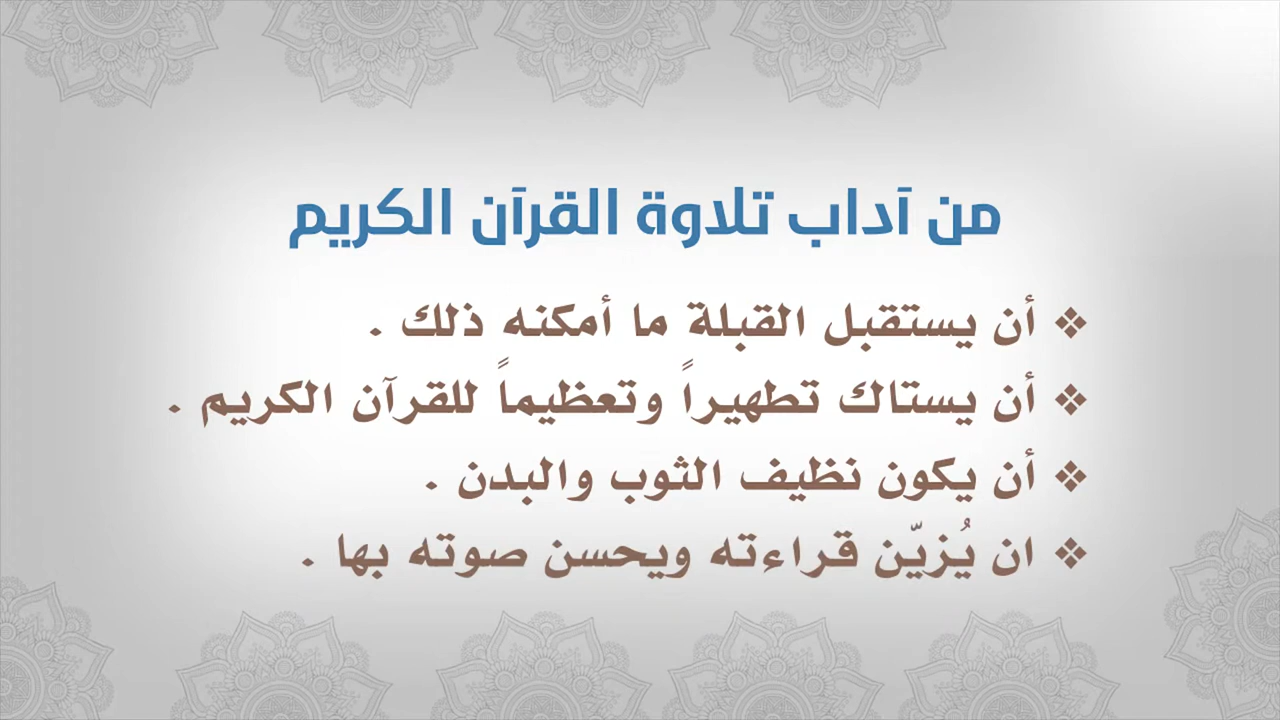 من آداب تلاوة القرآن الكريم
❖ أن يستقبل القبلة ما أمكنه ذلك .
❖ أن يستاك تطهيراً وتعظيماً للقرآن الكريم .
❖ أن يكون نظيف الثوب والبدن .
❖ ان يُزيّن قراءته ويحسن صوته بها .